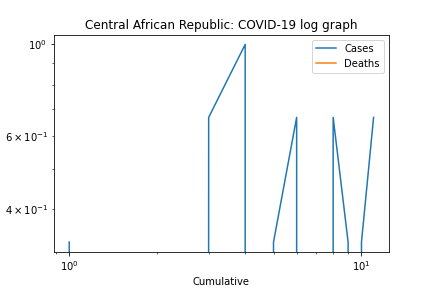 Central African Republic: COVID-19 log graph
10⁰
6 × 10⁻¹
4 × 10⁻¹
Cases
Deaths
10⁰
10¹
Cumulative